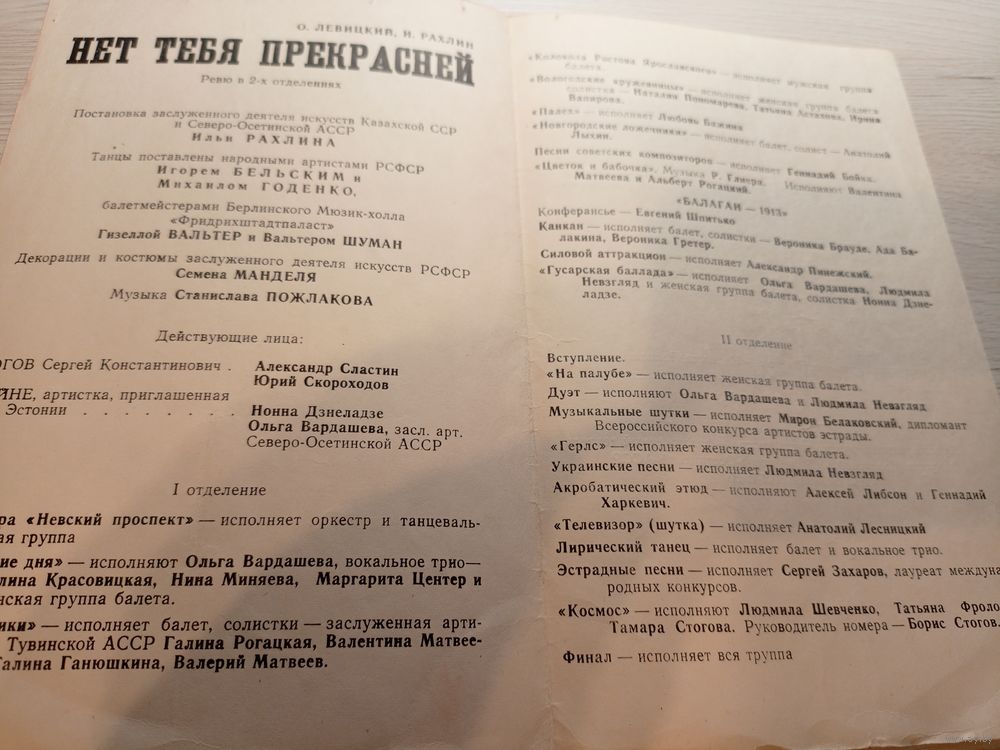 О. ЛЕВИЦКИЙ, И. РАХЛИН
НЕТ ТЕБЯ ПРЕКРАСНЕЙ
Ревю в 2-х отделениях
Постановка заслуженного деятеля искусств Казахской ССР
и Северо-Осетинской АССР
Ильи РАХЛИНА
Танцы поставлены народными артистами РСФСР
Игорем БЕЛЬСКИМ и
Михаилом ГОДЕНКО,
балетмейстерами Берлинского Мюзик-холла
«Фридрихштадтпаласт»
Гизеллой ВАЛЬТЕР и Вальтером ШУМАН
Декорации и костюмы заслуженного деятеля искусств РСФСР
Семена МАНДЕЛЯ
Музыка Станислава ПОЖЛАКОВА
Действующие лица:
ОГОВ Сергей Константинович . Александр Сластин
Юрий Скороходов
ИНЕ, артистка, приглашенная
Эстонии . . . . . . . . Нонна Дзнеладзе
Ольга Вардашева, засл. арт.
Северо-Осетинской АССР
I отделение
ра «Невский проспект» — исполняет оркестр и танцеваль-
ая группа
ие дня» — исполняют Ольга Вардашева, вокальное трио—
лина Красовицкая, Нина Миняева, Маргарита Центер и
нская группа балета.
ики» — исполняет балет, солистки — заслуженная арти-
Тувинской АССР Галина Рогацкая, Валентина Матвее-
Галина Ганюшкина, Валерий Матвеев.
«Колокола Ростова Ярославского» — исполняет мужская группа
балета.
«Вологодские кружевницы» — исполняет женская группа балета
солистки — Наталия Пономарева, Татьяна Астахова, Ирина
Вапирова.
«Палех» — исполняет Любовь Бажина
«Новгородские ложечники» — исполняет балет, солист — Анатолий
Лыхин.
Песни советских композиторов — исполняет Геннадий Бойко.
«Цветок и бабочка». Музыка Р. Глиера. Исполняют Валентина
Матвеева и Альберт Рогацкий.
«БАЛАГАН — 1913»
Конферансье — Евгений Шпитько
Канкан — исполняет балет, солистки — Вероника Брауде, Ада Ба-
лакина, Вероника Гретер.
Силовой аттракцион — исполняет Александр Пинежский.
«Гусарская баллада» — исполняет Ольга Вардашева, Людмила
Невзгляд и женская группа балета, солистка Нонна Дзне-
ладзе.
II отделение
Вступление.
«На палубе» — исполняет женская группа балета.
Дуэт — исполняют Ольга Вардашева и Людмила Невзгляд
Музыкальные шутки — исполняет Мирон Белаковский, дипломант
Всероссийского конкурса артистов эстрады.
«Герлс» — исполняет женская группа балета.
Украинские песни — исполняет Людмила Невзгляд
Акробатический этюд — исполняют Алексей Либсон и Геннадий
Харкевич.
«Телевизор» (шутка) — исполняет Анатолий Лесницкий
Лирический танец — исполняет балет и вокальное трио.
Эстрадные песни — исполняет Сергей Захаров, лауреат междуна
родных конкурсов.
«Космос» — исполняют Людмила Шевченко, Татьяна Фроло
Тамара Стогова. Руководитель номера — Борис Стогов.
Финал — исполняет вся труппа